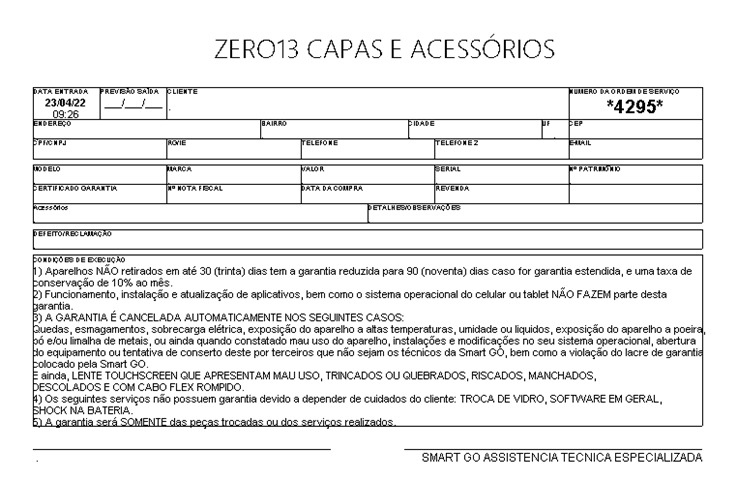 ZERO13 CAPAS E ACESSÓRIOS
DATA ENTRADA PREVISÃO SAÍDA CLIENTE NUMERO DA ORDEM DE SERVIÇO
23/04/22 __/__/__ . *4295*
09:26
ENDEREÇO BAIRRO CIDADE UF CEP
CPF/CNPJ RG/IE TELEFONE TELEFONE 2 E-MAIL
MODELO MARCA VALOR SERIAL Nº PATRIMÔNIO
CERTIFICADO GARANTIA Nº NOTA FISCAL DATA DA COMPRA REVENDA
Acessórios DETALHES/OBSERVAÇÕES
DEFEITO/RECLAMAÇÃO
CONDIÇÕES DE EXECUÇÃO
1) Aparelhos NÃO retirados em até 30 (trinta) dias tem a garantia reduzida para 90 (noventa) dias caso for garantia estendida, e uma taxa de
conservação de 10% ao mês.
2) Funcionamento, instalação e atualização de aplicativos, bem como o sistema operacional do celular ou tablet NÃO FAZEM parte desta
garantia.
3) A GARANTIA É CANCELADA AUTOMATICAMENTE NOS SEGUINTES CASOS:
Quedas, esmagamentos, sobrecarga elétrica, exposição do aparelho a altas temperaturas, umidade ou liquidos, exposição do aparelho a poeira,
pó e/ou limalha de metais, ou ainda quando constatado mau uso do aparelho, instalações e modificações no seu sistema operacional, abertura
do equipamento ou tentativa de conserto deste por terceiros que não sejam os técnicos da Smart GO, bem como a violação do lacre de garantia
colocado pela Smart GO.
E ainda, LENTE TOUCHSCREEN QUE APRESENTAM MAU USO, TRINCADOS OU QUEBRADOS, RISCADOS, MANCHADOS,
DESCOLADOS E COM CABO FLEX ROMPIDO.
4) Os seguintes serviços não possuem garantia devido a depender de cuidados do cliente: TROCA DE VIDRO, SOFTWARE EM GERAL,
SHOCK NA BATERIA.
5) A garantia será SOMENTE das peças trocadas ou dos serviços realizados.
. SMART GO ASSISTENCIA TECNICA ESPECIALIZADA